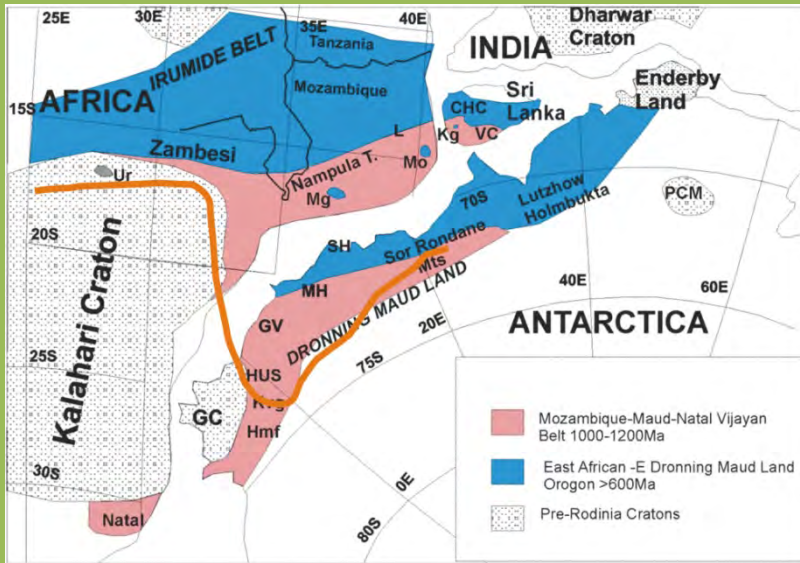 25E
30E
35E
40E
IRUMIDE BELT
Tanzania
Mozambique
INDIA
Dharwar
Craton
Enderby
Land
Sri
Lanka
CHC
Kg
VC
AFRICA
15S
Zambesi
L
Mo
Nampula T.
Mg
Ur
20S
Kalahari Craton
25S
30S
Natal
GC
SH
MH
GV
HUS
Hmf
Sor Rondane
Mts
DRONNING MAUD LAND
70S
Lutzhow
Holmbukta
PCM
75S
20E
40E
60E
ANTARCTICA
0E
80S
Mozambique-Maud-Natal Vijayan
Belt 1000-1200Ma
East African -E Dronning Maud Land
Orogon >600Ma
Pre-Rodinia Cratons